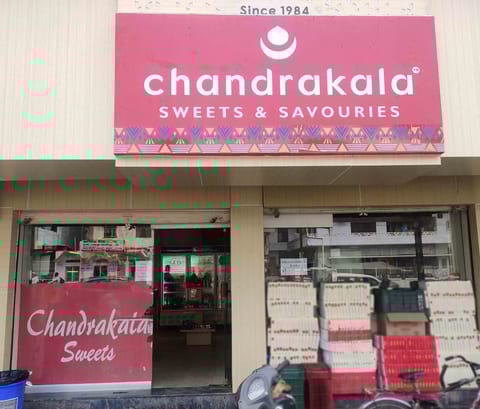 Since 1984
chandrakala
SWEETS & SAVOURIES
Chandrakala
Sweets